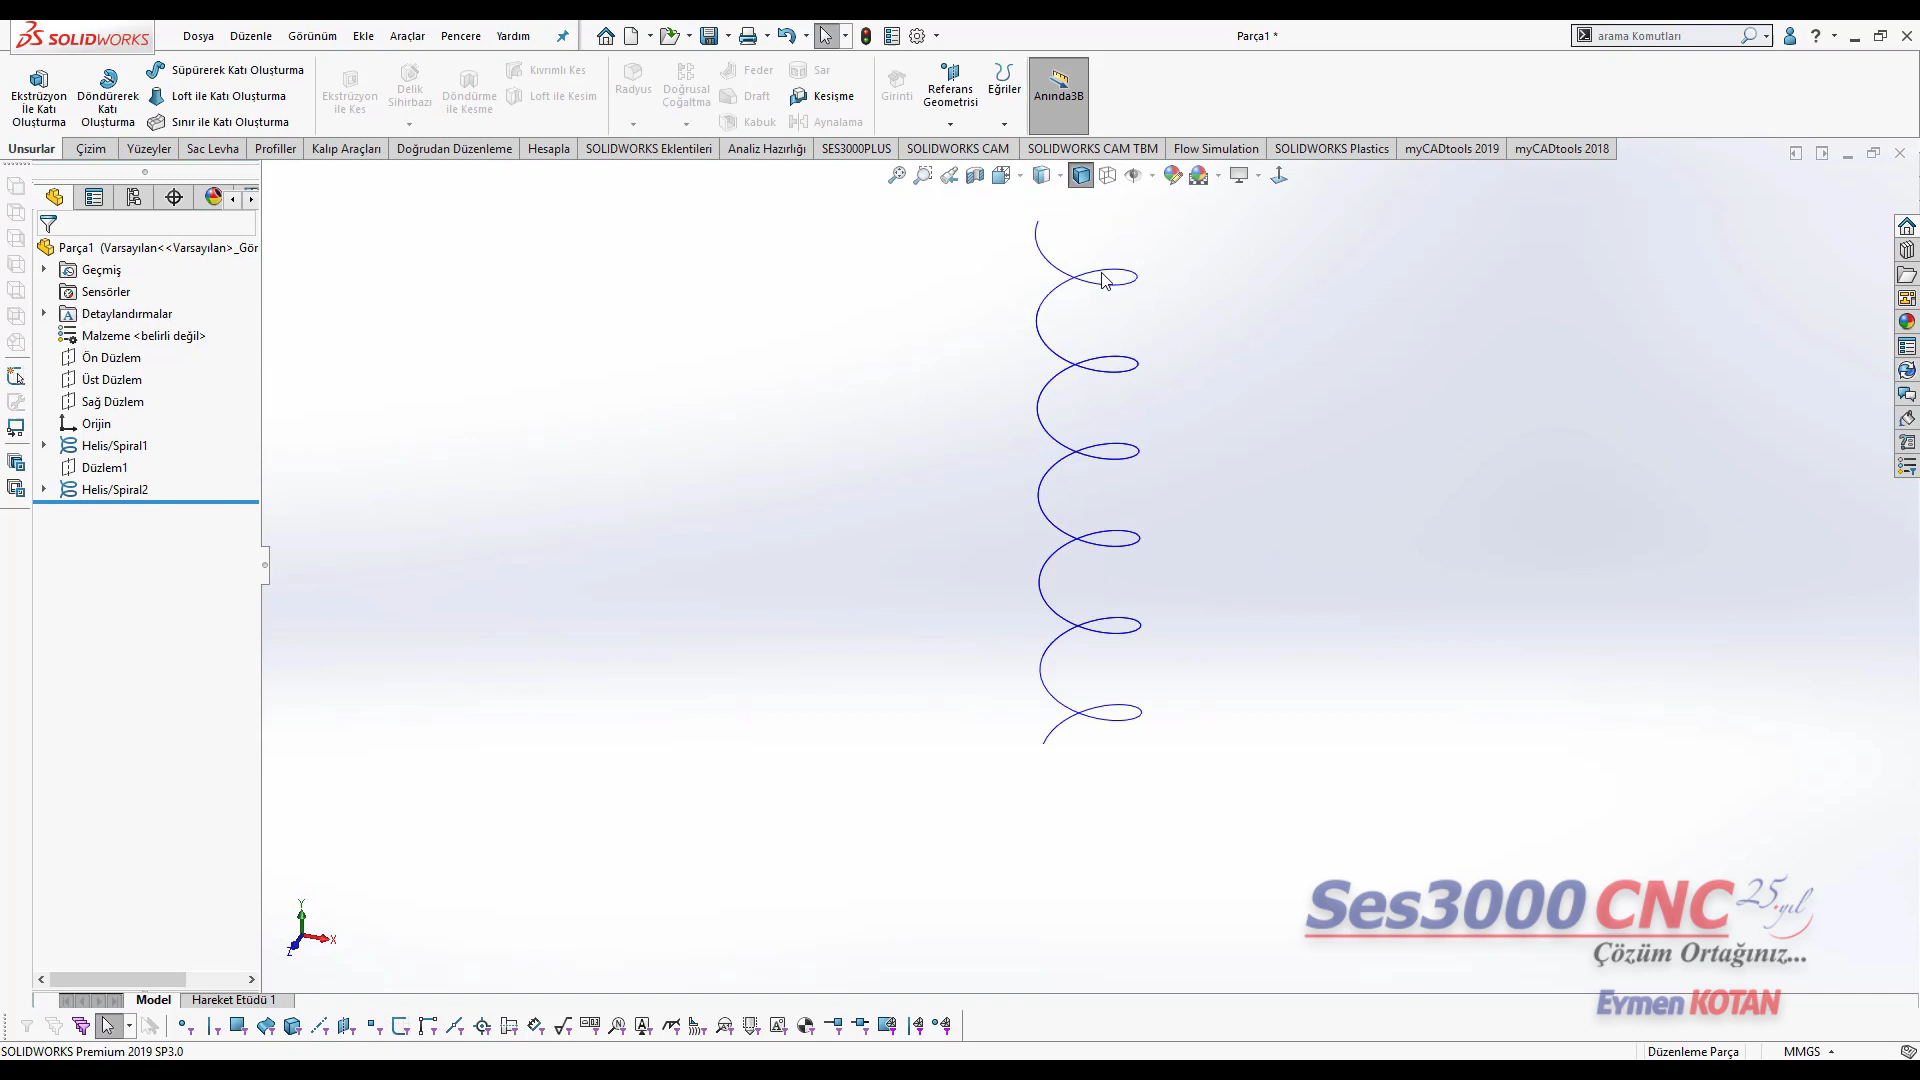 SOLIDWORKS
Dosya Düzenle Görünüm Ekle Araçlar Pencere Yardım
Parça1 *
arama Komutları
Ekstrüzyon İle Katı Oluşturma
Döndürerek Katı Oluşturma
Süpürerek Katı Oluşturma
Loft ile Katı Oluşturma
Sınır ile Katı Oluşturma
Ekstrüzyon ile Kes
Delik Sihirbazı
Döndürme ile Kesme
Kıvrımlı Kes
Loft ile Kesim
Radyus
Doğrusal Çoğaltma
Feder
Draft
Kabuk
Sar
Kesişme
Aynalama
Girinti
Referans Geometrisi
Eğriler
Anında3B
Unsurlar Çizim Yüzeyler Sac Levha Profiller Kalıp Araçları Doğrudan Düzenleme Hesapla SOLIDWORKS Eklentileri Analiz Hazırlığı SES3000PLUS SOLIDWORKS CAM SOLIDWORKS CAM TBM Flow Simulation SOLIDWORKS Plastics myCADtools 2019 myCADtools 2018
Parça1 (Varsayılan<<Varsayılan>_Gör
Geçmiş
Sensörler
Detaylandırmalar
Malzeme <belirli değil>
Ön Düzlem
Üst Düzlem
Sağ Düzlem
Orijin
Helis/Spiral1
Düzlem1
Helis/Spiral2
Y
X
Z
Ses3000 CNC 25.yıl
Çözüm Ortağınız...
Eymen KOTAN
Model Hareket Etüdü 1
SOLIDWORKS Premium 2019 SP3.0
Düzenleme Parça
MMGS